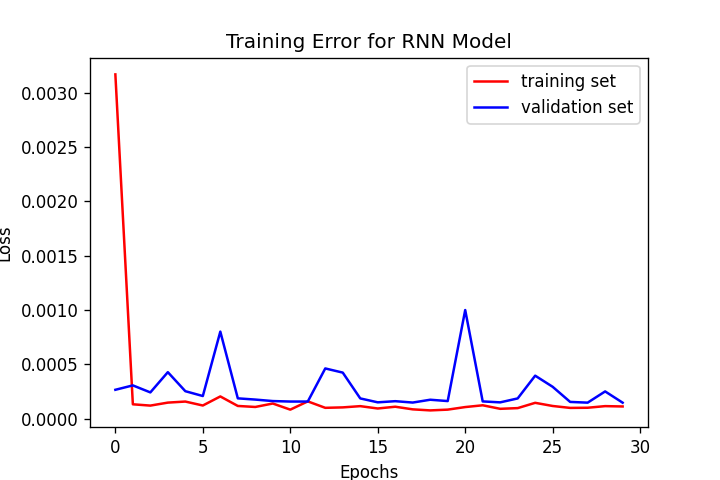 Training Error for RNN Model
training set
validation set
0.0030
0.0025
0.0020
0.0015
0.0010
0.0005
0.0000
Loss
0 5 10 15 20 25 30
Epochs